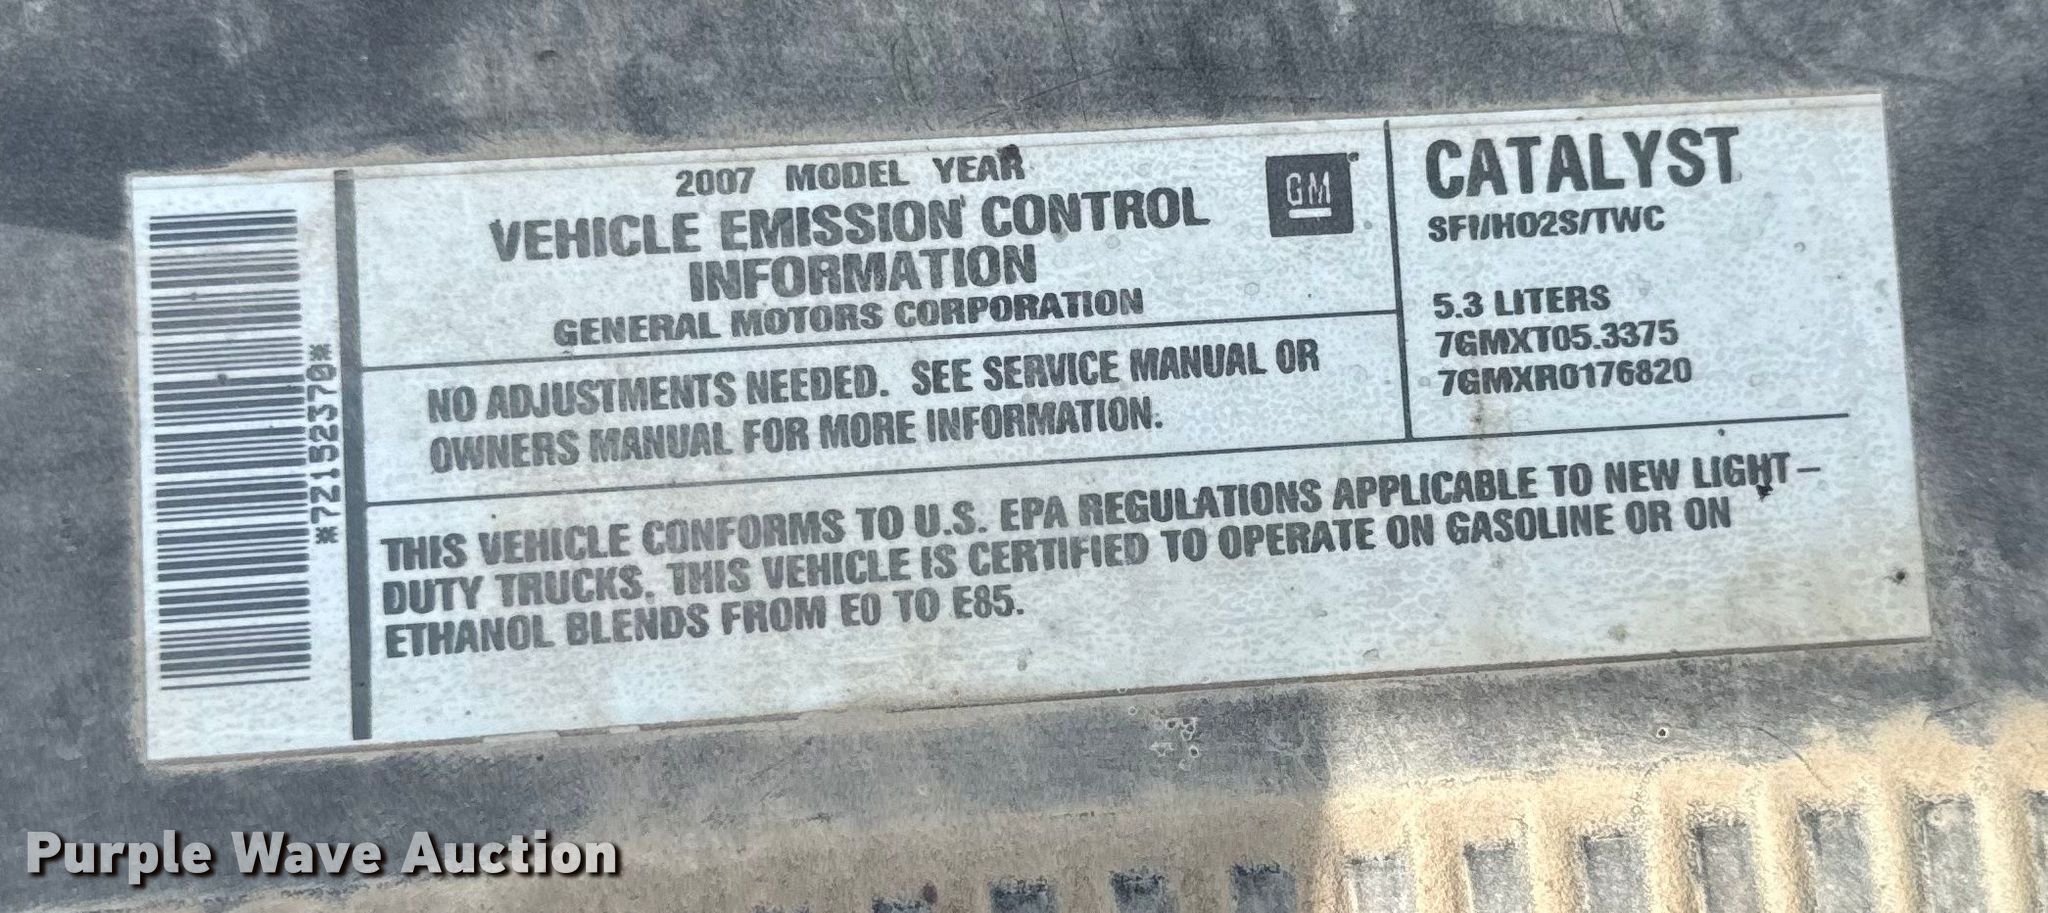 *72152370*
2007 MODEL YEAR
VEHICLE EMISSION CONTROL
INFORMATION
GENERAL MOTORS CORPORATION
GM
NO ADJUSTMENTS NEEDED. SEE SERVICE MANUAL OR
OWNERS MANUAL FOR MORE INFORMATION.
CATALYST
SFI/HO2S/TWC
5.3 LITERS
7GMXT05.3375
7GMXR0176820
THIS VEHICLE CONFORMS TO U.S. EPA REGULATIONS APPLICABLE TO NEW LIGHT–
DUTY TRUCKS. THIS VEHICLE IS CERTIFIED TO OPERATE ON GASOLINE OR ON
ETHANOL BLENDS FROM E0 TO E85.
Purple Wave Auction